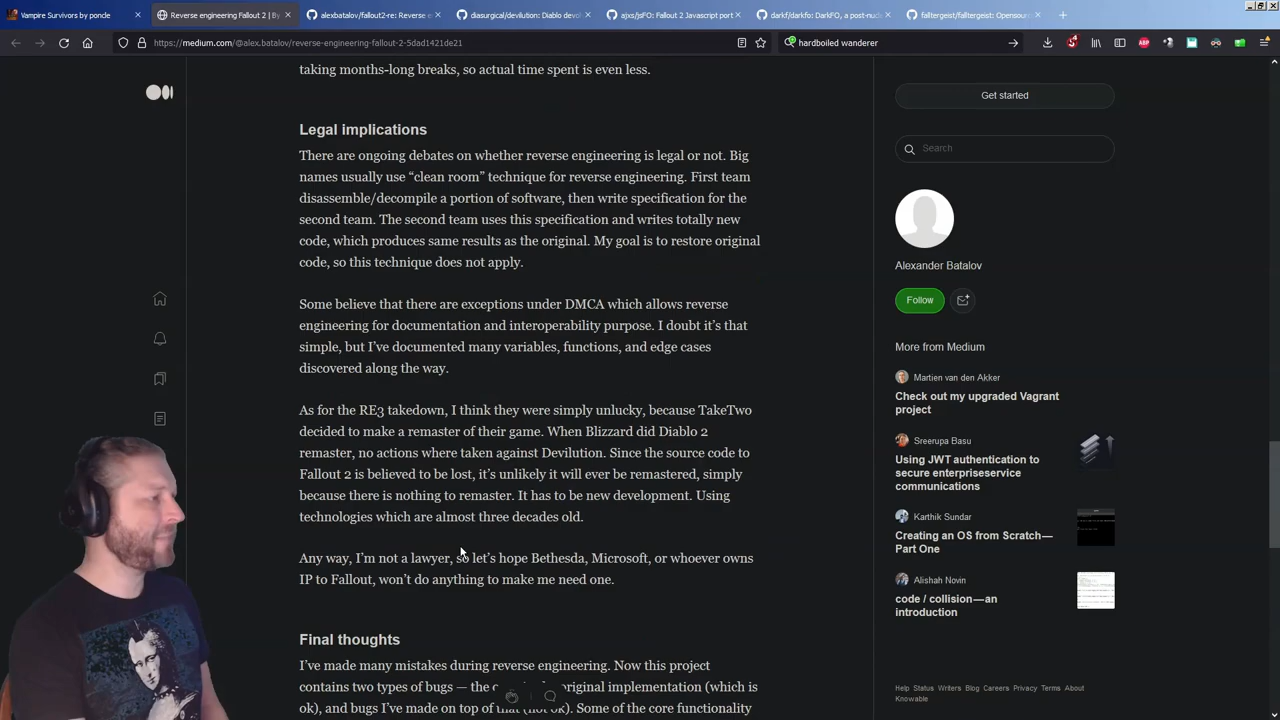 Vampire Survivors by ponde
Reverse engineering Fallout 2 | By
alexbatalov/fallout2-re: Reverse e
diasurgical/devilution: Diablo devol
ajxs/jsFO: Fallout 2 Javascript port
darkf/darkfo: DarkFO, a post-nucl
falltergeist/falltergeist: Opensour
https://medium.com/@alex.batalov/reverse-engineering-fallout-2-5dad1421de21
hardboiled wanderer
taking months-long breaks, so actual time spent is even less.
Legal implications
There are ongoing debates on whether reverse engineering is legal or not. Big
names usually use “clean room” technique for reverse engineering. First team
disassemble/decompile a portion of software, then write specification for the
second team. The second team uses this specification and writes totally new
code, which produces same results as the original. My goal is to restore original
code, so this technique does not apply.
Some believe that there are exceptions under DMCA which allows reverse
engineering for documentation and interoperability purpose. I doubt it’s that
simple, but I’ve documented many variables, functions, and edge cases
discovered along the way.
As for the RE3 takedown, I think they were simply unlucky, because TakeTwo
decided to make a remaster of their game. When Blizzard did Diablo 2
remaster, no actions where taken against Devilution. Since the source code to
Fallout 2 is believed to be lost, it’s unlikely it will ever be remastered, simply
because there is nothing to remaster. It has to be new development. Using
technologies which are almost three decades old.
Any way, I’m not a lawyer, so let’s hope Bethesda, Microsoft, or whoever owns
IP to Fallout, won’t do anything to make me need one.
Final thoughts
I’ve made many mistakes during reverse engineering. Now this project
contains two types of bugs — the original implementation (which is
ok), and bugs I’ve made on top of that (not ok). Some of the core functionality
Get started
Search
Alexander Batalov
Follow
More from Medium
Martien van den Akker
Check out my upgraded Vagrant
project
Sreerupa Basu
Using JWT authentication to
secure enterpriseservice
communications
Karthik Sundar
Creating an OS from Scratch—
Part One
Alishah Novin
code / collision—an
introduction
Help Status Writers Blog Careers Privacy Terms About
Knowable